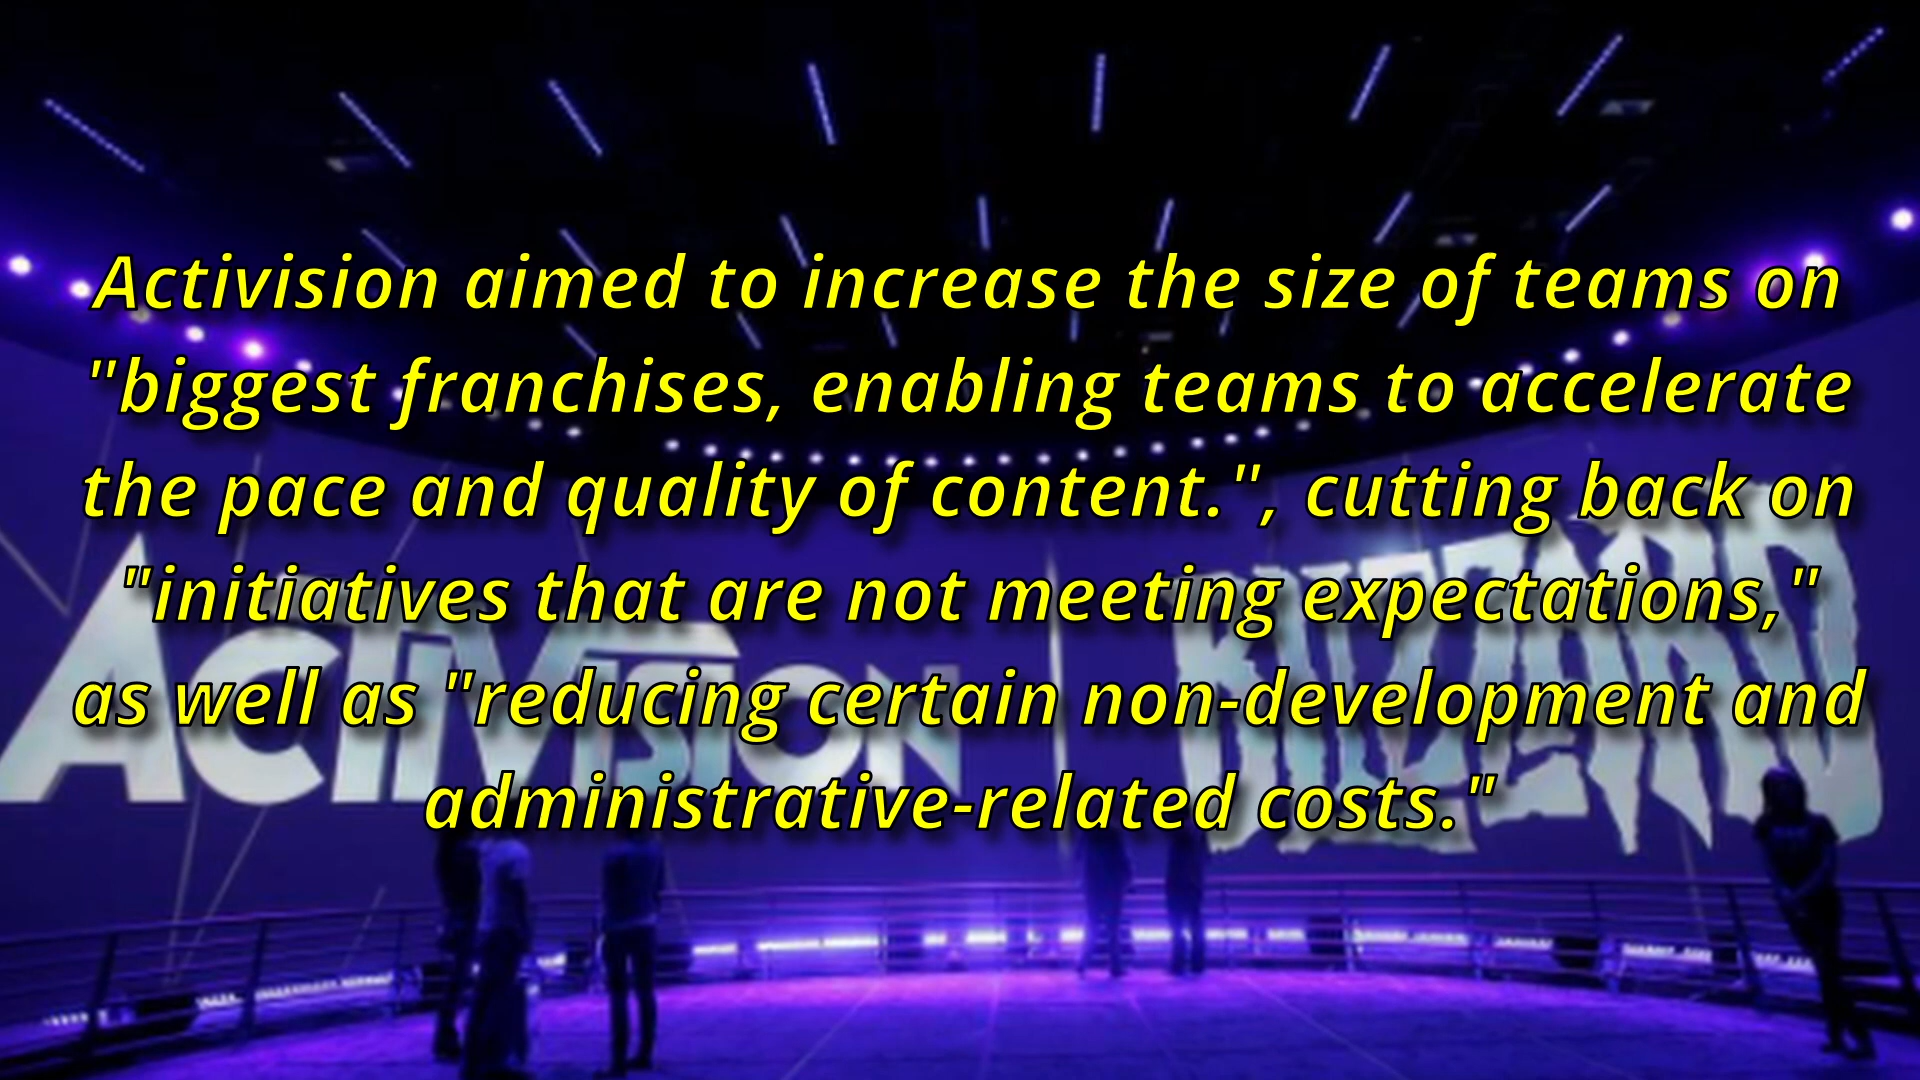 Activision aimed to increase the size of teams on
"biggest franchises, enabling teams to accelerate
the pace and quality of content.", cutting back on
"initiatives that are not meeting expectations,"
as well as "reducing certain non-development and
administrative-related costs."
ACTIVISION
BLIZZARD